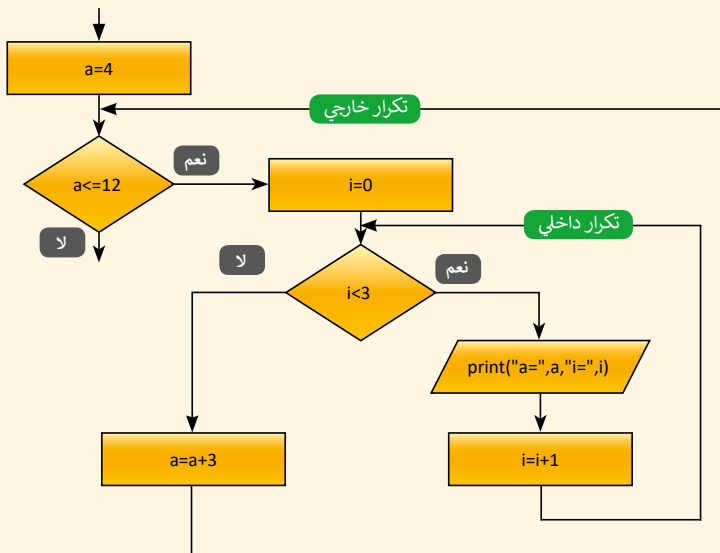 a=4
تكرار خارجي
a<=12
نعم
i=0
لا
تكرار داخلي
لا
i<3
نعم
print("a=",a,"i=",i)
a=a+3
i=i+1